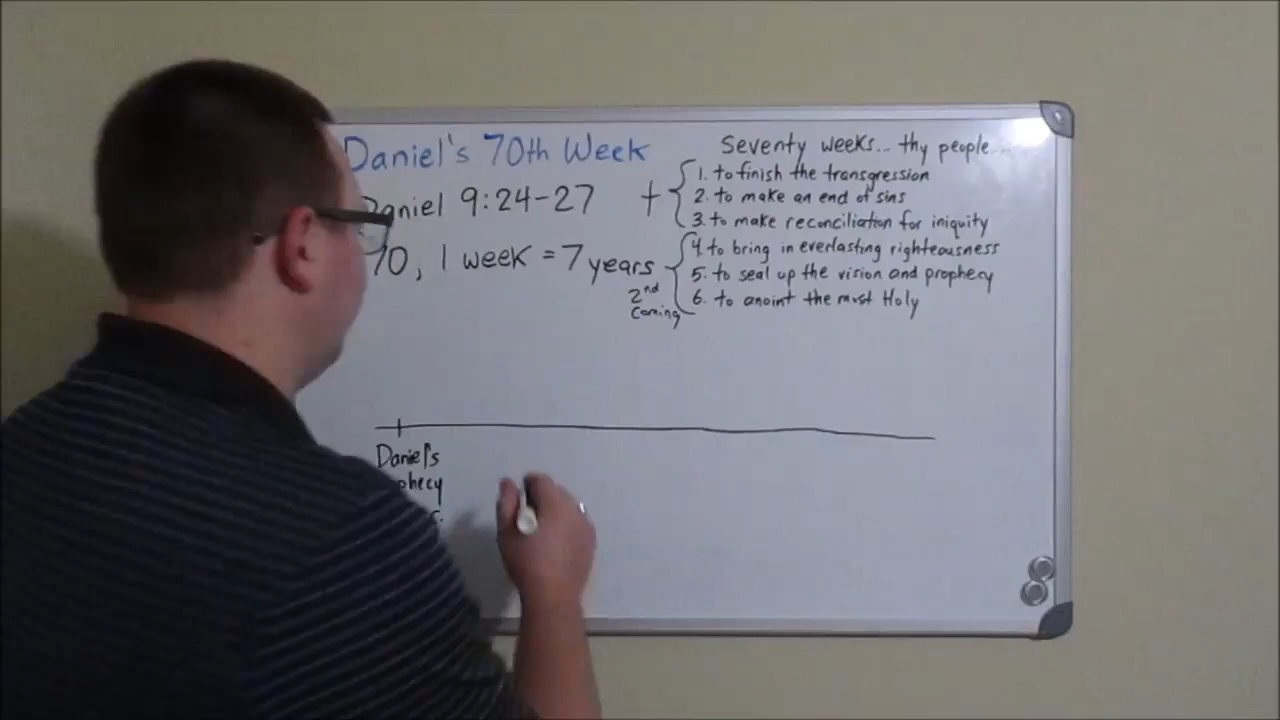 Daniel's 70th Week
Daniel 9:24-27
70, 1 week = 7 years
Seventy weeks... thy people...
1. to finish the transgression
2. to make an end of sins
3. to make reconciliation for iniquity
4. to bring in everlasting righteousness
5. to seal up the vision and prophecy
6. to anoint the most Holy
2nd
Coming
Daniel's